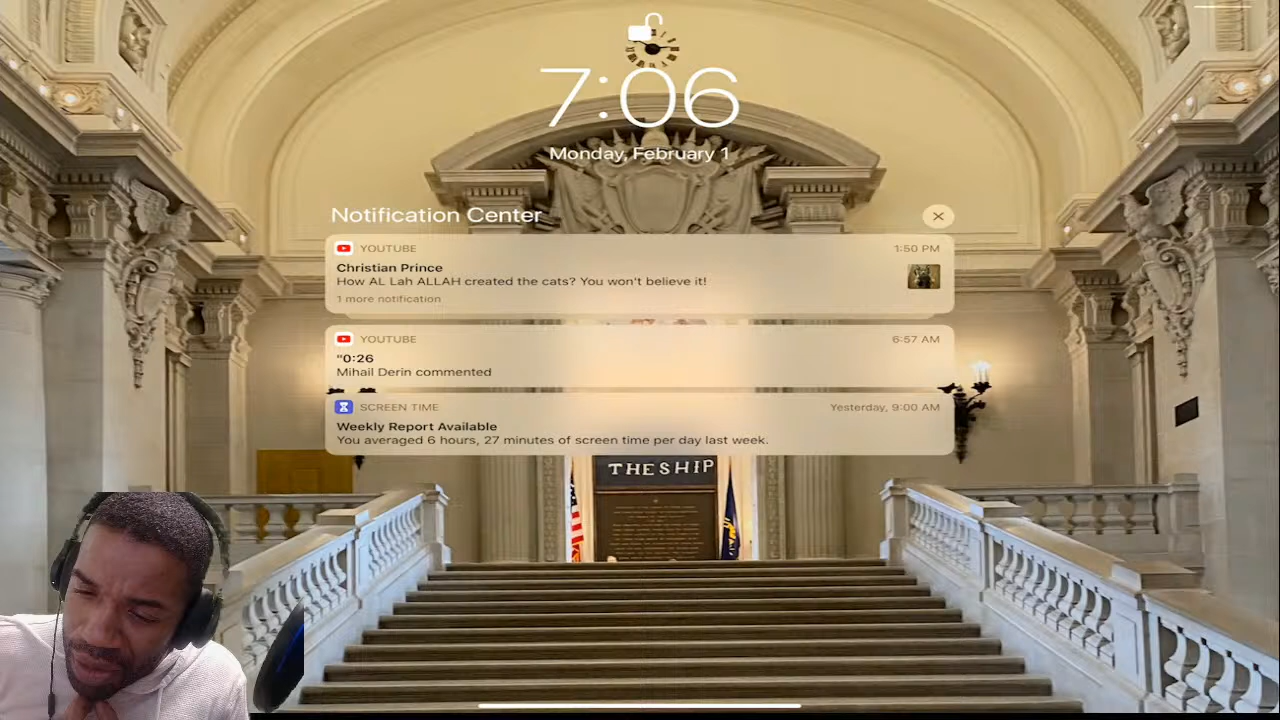 7:06
Monday, February 1
Notification Center
YOUTUBE
1:50 PM
Christian Prince
How AL Lah ALLAH created the cats? You won't believe it!
1 more notification
YOUTUBE
6:57 AM
"0:26
Mihail Derin commented
SCREEN TIME
Yesterday, 9:00 AM
Weekly Report Available
You averaged 6 hours, 27 minutes of screen time per day last week.
THE SHIP